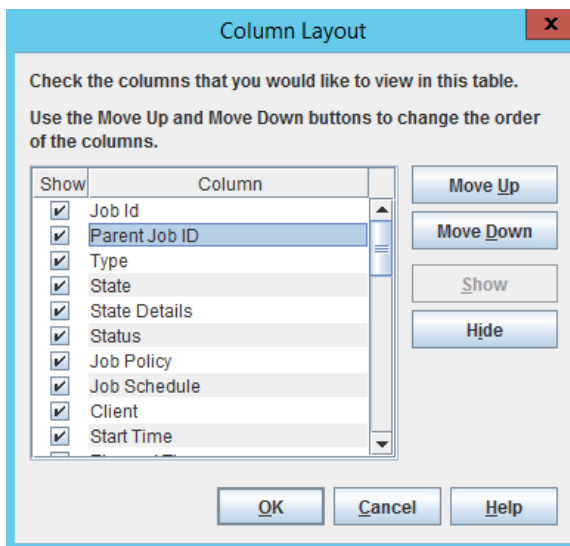 Column Layout
x
Check the columns that you would like to view in this table.
Use the Move Up and Move Down buttons to change the order
of the columns.
Show Column
Job Id
Parent Job ID
Type
State
State Details
Status
Job Policy
Job Schedule
Client
Start Time
Move Up
Move Down
Show
Hide
OK Cancel Help